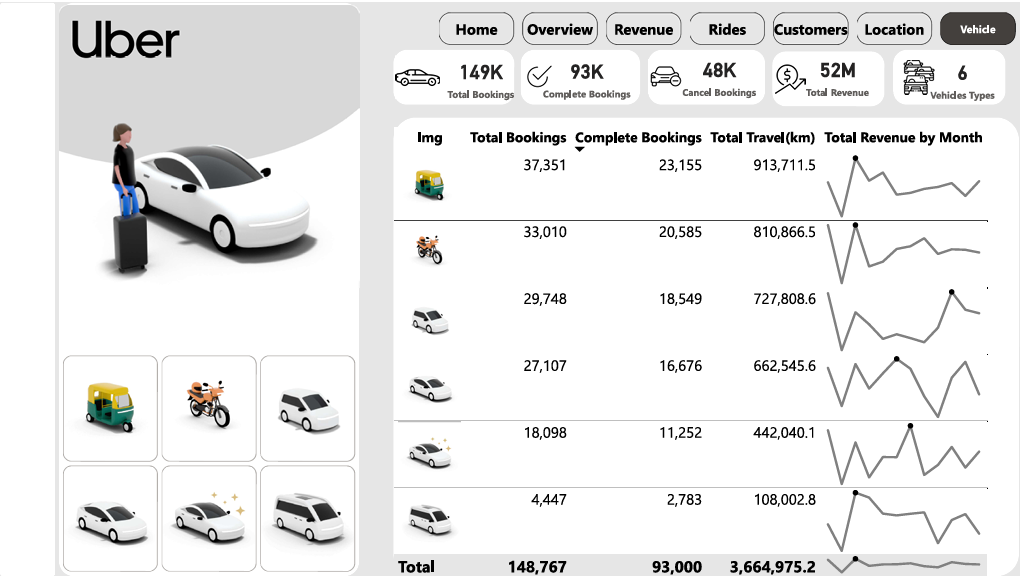 Uber
Home Overview Revenue Rides Customers Location Vehicle
149K
Total Bookings
93K
Complete Bookings
48K
Cancel Bookings
52M
Total Revenue
6
Vehicles Types
Img Total Bookings Complete Bookings Total Travel(km) Total Revenue by Month
37,351 23,155 913,711.5
33,010 20,585 810,866.5
29,748 18,549 727,808.6
27,107 16,676 662,545.6
18,098 11,252 442,040.1
4,447 2,783 108,002.8
Total 148,767 93,000 3,664,975.2